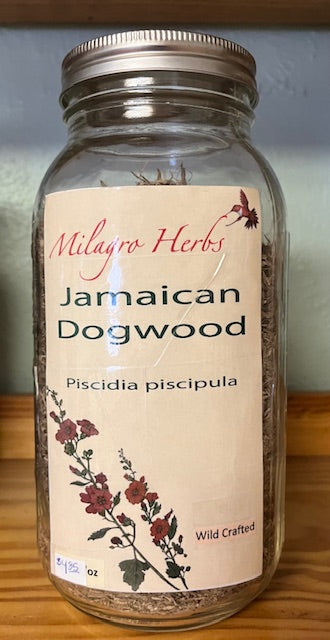 Milagro Herbs
Jamaican
Dogwood
Piscidia piscipula
Wild Crafted
/oz